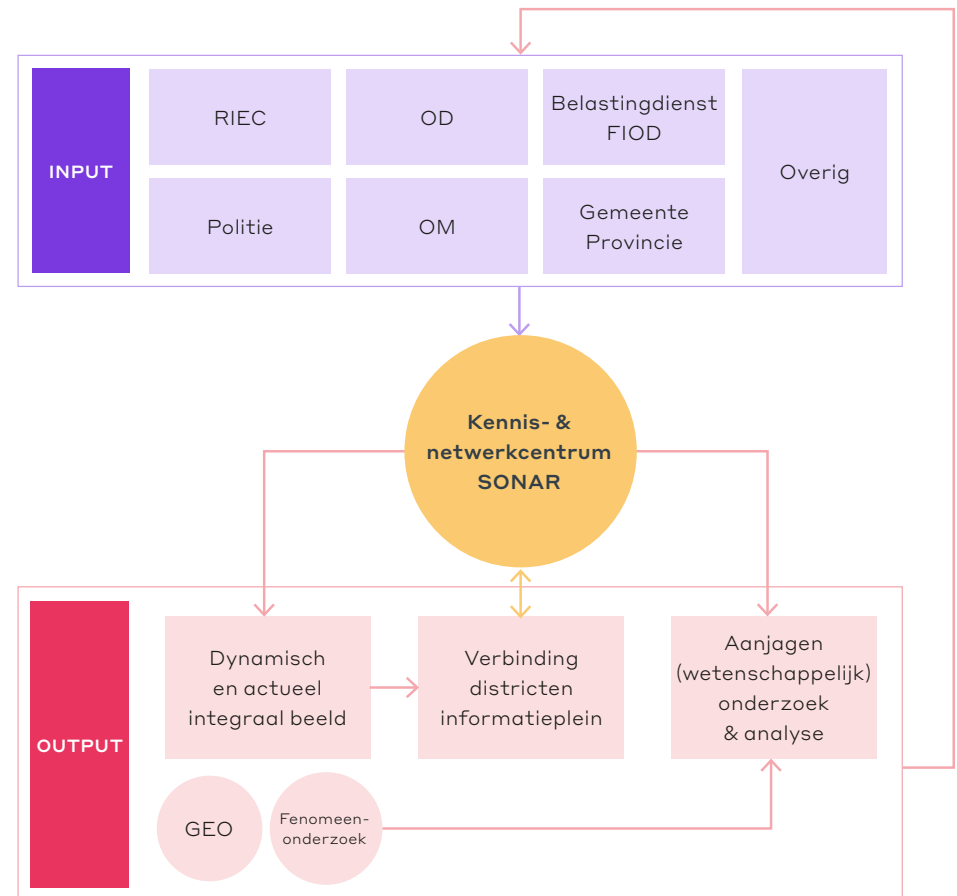 INPUT
RIEC
OD
Belastingdienst
FIOD
Overig
Politie
OM
Gemeente
Provincie
Kennis- &
netwerkcentrum
SONAR
OUTPUT
Dynamisch
en actueel
integraal beeld
Verbinding
districten
informatieplein
Aanjagen
(wetenschappelijk)
onderzoek
& analyse
GEO
Fenomeen-
onderzoek